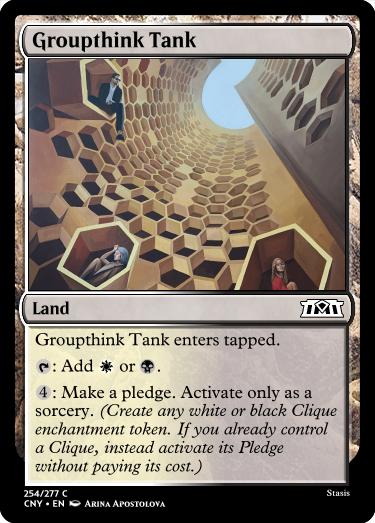 Groupthink Tank
Land
Groupthink Tank enters tapped.
: Add or .
4: Make a pledge. Activate only as a
sorcery. (Create any white or black Clique
enchantment token. If you already control
a Clique, instead activate its Pledge
without paying its cost.)
254/277 C
Stasis
CNY • EN Arina Apostolova